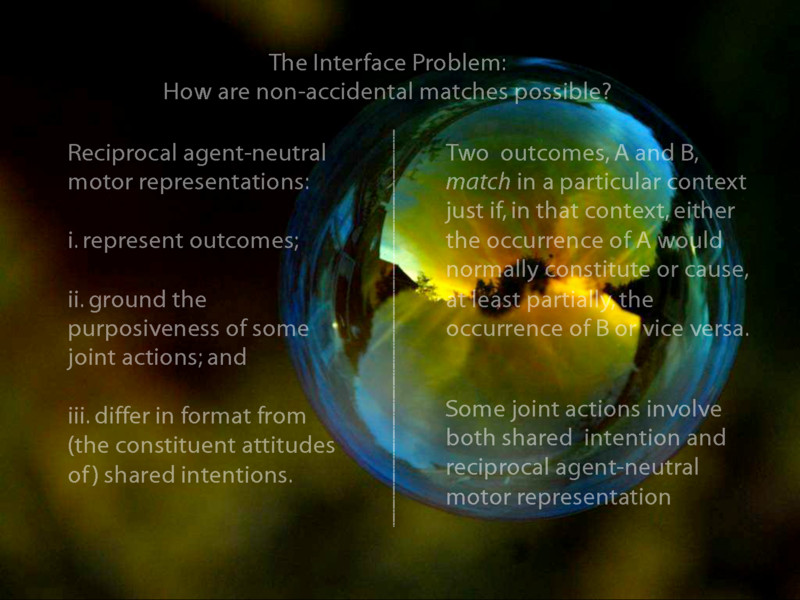 The Interface Problem:
How are non-accidental matches possible?
Reciprocal agent-neutral
motor representations:
i. represent outcomes;
ii. ground the
purposiveness of some
joint actions; and
iii. differ in format from
(the constituent attitudes
of) shared intentions.
Two outcomes, A and B,
match in a particular context
just if, in that context, either
the occurrence of A would
normally constitute or cause,
at least partially, the
occurrence of B or vice versa.
Some joint actions involve
both shared intention and
reciprocal agent-neutral
motor representation